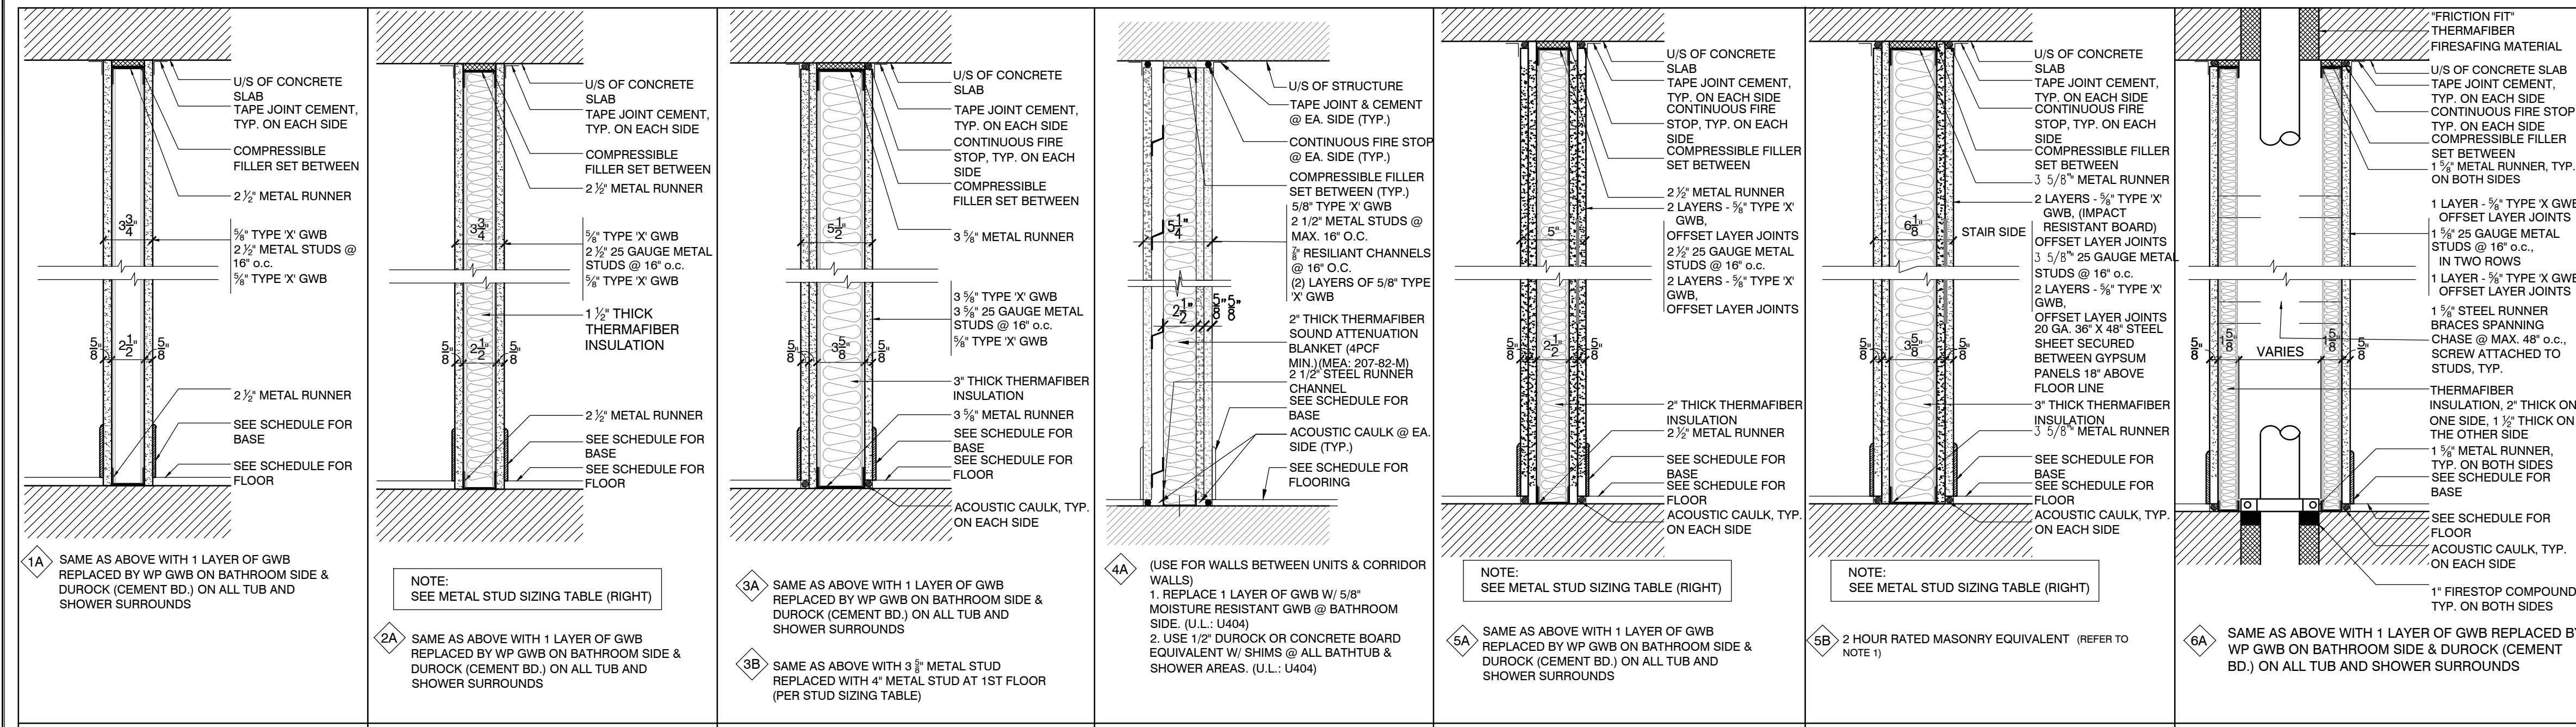 U/S OF CONCRETE
SLAB
TAPE JOINT CEMENT,
TYP. ON EACH SIDE
COMPRESSIBLE
FILLER SET BETWEEN
2 ½" METAL RUNNER
3 3/4"
⅝" TYPE 'X' GWB
2 ½" METAL STUDS @
16" o.c.
⅝" TYPE 'X' GWB
5/8" 2 1/2" 5/8"
2 ½" METAL RUNNER
SEE SCHEDULE FOR
BASE
SEE SCHEDULE FOR
FLOOR
1A SAME AS ABOVE WITH 1 LAYER OF GWB
REPLACED BY WP GWB ON BATHROOM SIDE &
DUROCK (CEMENT BD.) ON ALL TUB AND
SHOWER SURROUNDS
U/S OF CONCRETE
SLAB
TAPE JOINT CEMENT,
TYP. ON EACH SIDE
COMPRESSIBLE
FILLER SET BETWEEN
2 ½" METAL RUNNER
3 3/4"
⅝" TYPE 'X' GWB
2 ½" 25 GAUGE METAL
STUDS @ 16" o.c.
⅝" TYPE 'X' GWB
1 ½" THICK
THERMAFIBER
INSULATION
5/8" 2 1/2" 5/8"
2 ½" METAL RUNNER
SEE SCHEDULE FOR
BASE
SEE SCHEDULE FOR
FLOOR
NOTE:
SEE METAL STUD SIZING TABLE (RIGHT)
2A SAME AS ABOVE WITH 1 LAYER OF GWB
REPLACED BY WP GWB ON BATHROOM SIDE &
DUROCK (CEMENT BD.) ON ALL TUB AND
SHOWER SURROUNDS
U/S OF CONCRETE
SLAB
TAPE JOINT CEMENT,
TYP. ON EACH SIDE
CONTINUOUS FIRE
STOP, TYP. ON EACH
SIDE
COMPRESSIBLE
FILLER SET BETWEEN
5 1/2"
3 ⅝" METAL RUNNER
3 ⅝" TYPE 'X' GWB
3 ⅝" 25 GAUGE METAL
STUDS @ 16" o.c.
⅝" TYPE 'X' GWB
5/8" 3 5/8" 5/8"
3" THICK THERMAFIBER
INSULATION
3 ⅝" METAL RUNNER
SEE SCHEDULE FOR
BASE
SEE SCHEDULE FOR
FLOOR
ACOUSTIC CAULK, TYP.
ON EACH SIDE
3A SAME AS ABOVE WITH 1 LAYER OF GWB
REPLACED BY WP GWB ON BATHROOM SIDE &
DUROCK (CEMENT BD.) ON ALL TUB AND
SHOWER SURROUNDS
3B SAME AS ABOVE WITH 3 ⅝" METAL STUD
REPLACED WITH 4" METAL STUD AT 1ST FLOOR
(PER STUD SIZING TABLE)
U/S OF STRUCTURE
TAPE JOINT & CEMENT
@ EA. SIDE (TYP.)
CONTINUOUS FIRE STOP
@ EA. SIDE (TYP.)
COMPRESSIBLE FILLER
SET BETWEEN (TYP.)
5/8" TYPE 'X' GWB
2 1/2" METAL STUDS @
MAX. 16" O.C.
⅞" RESILIANT CHANNELS
@ 16" O.C.
(2) LAYERS OF 5/8" TYPE
'X' GWB
5 1/4"
2 1/2" 5/8" 5/8"
2" THICK THERMAFIBER
SOUND ATTENUATION
BLANKET (4PCF
MIN.)(MEA: 207-82-M)
2 1/2" STEEL RUNNER
CHANNEL
SEE SCHEDULE FOR
BASE
ACOUSTIC CAULK @ EA.
SIDE (TYP.)
SEE SCHEDULE FOR
FLOORING
4A (USE FOR WALLS BETWEEN UNITS & CORRIDOR
WALLS)
1. REPLACE 1 LAYER OF GWB W/ 5/8"
MOISTURE RESISTANT GWB @ BATHROOM
SIDE. (U.L.: U404)
2. USE 1/2" DUROCK OR CONCRETE BOARD
EQUIVALENT W/ SHIMS @ ALL BATHTUB &
SHOWER AREAS. (U.L.: U404)
U/S OF CONCRETE
SLAB
TAPE JOINT CEMENT,
TYP. ON EACH SIDE
CONTINUOUS FIRE
STOP, TYP. ON EACH
SIDE
COMPRESSIBLE FILLER
SET BETWEEN
2 ½" METAL RUNNER
2 LAYERS - ⅝" TYPE 'X'
GWB,
OFFSET LAYER JOINTS
2 ½" 25 GAUGE METAL
STUDS @ 16" o.c.
2 LAYERS - ⅝" TYPE 'X'
GWB,
OFFSET LAYER JOINTS
5"
5/8" 2 1/2" 5/8"
2" THICK THERMAFIBER
INSULATION
2 ½" METAL RUNNER
SEE SCHEDULE FOR
BASE
SEE SCHEDULE FOR
FLOOR
ACOUSTIC CAULK, TYP.
ON EACH SIDE
NOTE:
SEE METAL STUD SIZING TABLE (RIGHT)
5A SAME AS ABOVE WITH 1 LAYER OF GWB
REPLACED BY WP GWB ON BATHROOM SIDE &
DUROCK (CEMENT BD.) ON ALL TUB AND
SHOWER SURROUNDS
U/S OF CONCRETE
SLAB
TAPE JOINT CEMENT,
TYP. ON EACH SIDE
CONTINUOUS FIRE
STOP, TYP. ON EACH
SIDE
COMPRESSIBLE FILLER
SET BETWEEN
3 5/8" METAL RUNNER
2 LAYERS - ⅝" TYPE 'X'
GWB, (IMPACT
RESISTANT BOARD)
OFFSET LAYER JOINTS
3 5/8" 25 GAUGE METAL
STUDS @ 16" o.c.
2 LAYERS - ⅝" TYPE 'X'
GWB,
OFFSET LAYER JOINTS
6 1/8"
STAIR SIDE
20 GA. 36" X 48" STEEL
SHEET SECURED
BETWEEN GYPSUM
PANELS 18" ABOVE
FLOOR LINE
5/8" 3 5/8" 5/8"
3" THICK THERMAFIBER
INSULATION
3 5/8" METAL RUNNER
SEE SCHEDULE FOR
BASE
SEE SCHEDULE FOR
FLOOR
ACOUSTIC CAULK, TYP.
ON EACH SIDE
NOTE:
SEE METAL STUD SIZING TABLE (RIGHT)
5B 2 HOUR RATED MASONRY EQUIVALENT (REFER TO
NOTE 1)
"FRICTION FIT"
THERMAFIBER
FIRESAFING MATERIAL
U/S OF CONCRETE SLAB
TAPE JOINT CEMENT,
TYP. ON EACH SIDE
CONTINUOUS FIRE STOP
TYP. ON EACH SIDE
COMPRESSIBLE FILLER
SET BETWEEN
1 ⅝" METAL RUNNER, TYP.
ON BOTH SIDES
1 LAYER - ⅝" TYPE 'X GWB
OFFSET LAYER JOINTS
1 ⅝" 25 GAUGE METAL
STUDS @ 16" o.c.,
IN TWO ROWS
1 LAYER - ⅝" TYPE 'X GWB
OFFSET LAYER JOINTS
1 ⅝" STEEL RUNNER
BRACES SPANNING
CHASE @ MAX. 48" o.c.,
SCREW ATTACHED TO
STUDS, TYP.
5/8" 1 5/8" VARIES 1 5/8" 5/8"
THERMAFIBER
INSULATION, 2" THICK ON
ONE SIDE, 1 ½" THICK ON
THE OTHER SIDE
1 ⅝" METAL RUNNER,
TYP. ON BOTH SIDES
SEE SCHEDULE FOR
BASE
SEE SCHEDULE FOR
FLOOR
ACOUSTIC CAULK, TYP.
ON EACH SIDE
1" FIRESTOP COMPOUND
TYP. ON BOTH SIDES
6A SAME AS ABOVE WITH 1 LAYER OF GWB REPLACED BY
WP GWB ON BATHROOM SIDE & DUROCK (CEMENT
BD.) ON ALL TUB AND SHOWER SURROUNDS